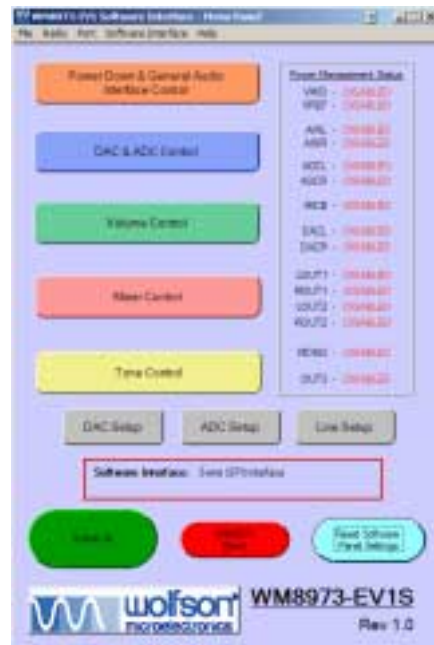 WM8973-EV1S Software Interface - Menu Panel
File Radio Port Software Interface Help
Power Down & General Audio
Interface Control
DAC & ADC Control
Volume Control
Mixer Control
Tone Control
Power Management Status
VMID - DISABLED
VREF - DISABLED
AINL - DISABLED
AINR - DISABLED
ADCL - DISABLED
ADCR - DISABLED
MICB - DISABLED
DACL - DISABLED
DACR - DISABLED
LOUT1 - DISABLED
ROUT1 - DISABLED
LOUT2 - DISABLED
ROUT2 - DISABLED
MONO - DISABLED
OUT3 - DISABLED
DAC Setup
ADC Setup
Line Setup
Software Interface:
Submit All
Reset Software
Panel Settings
wolfson
microelectronics
WM8973-EV1S
Rev 1.0